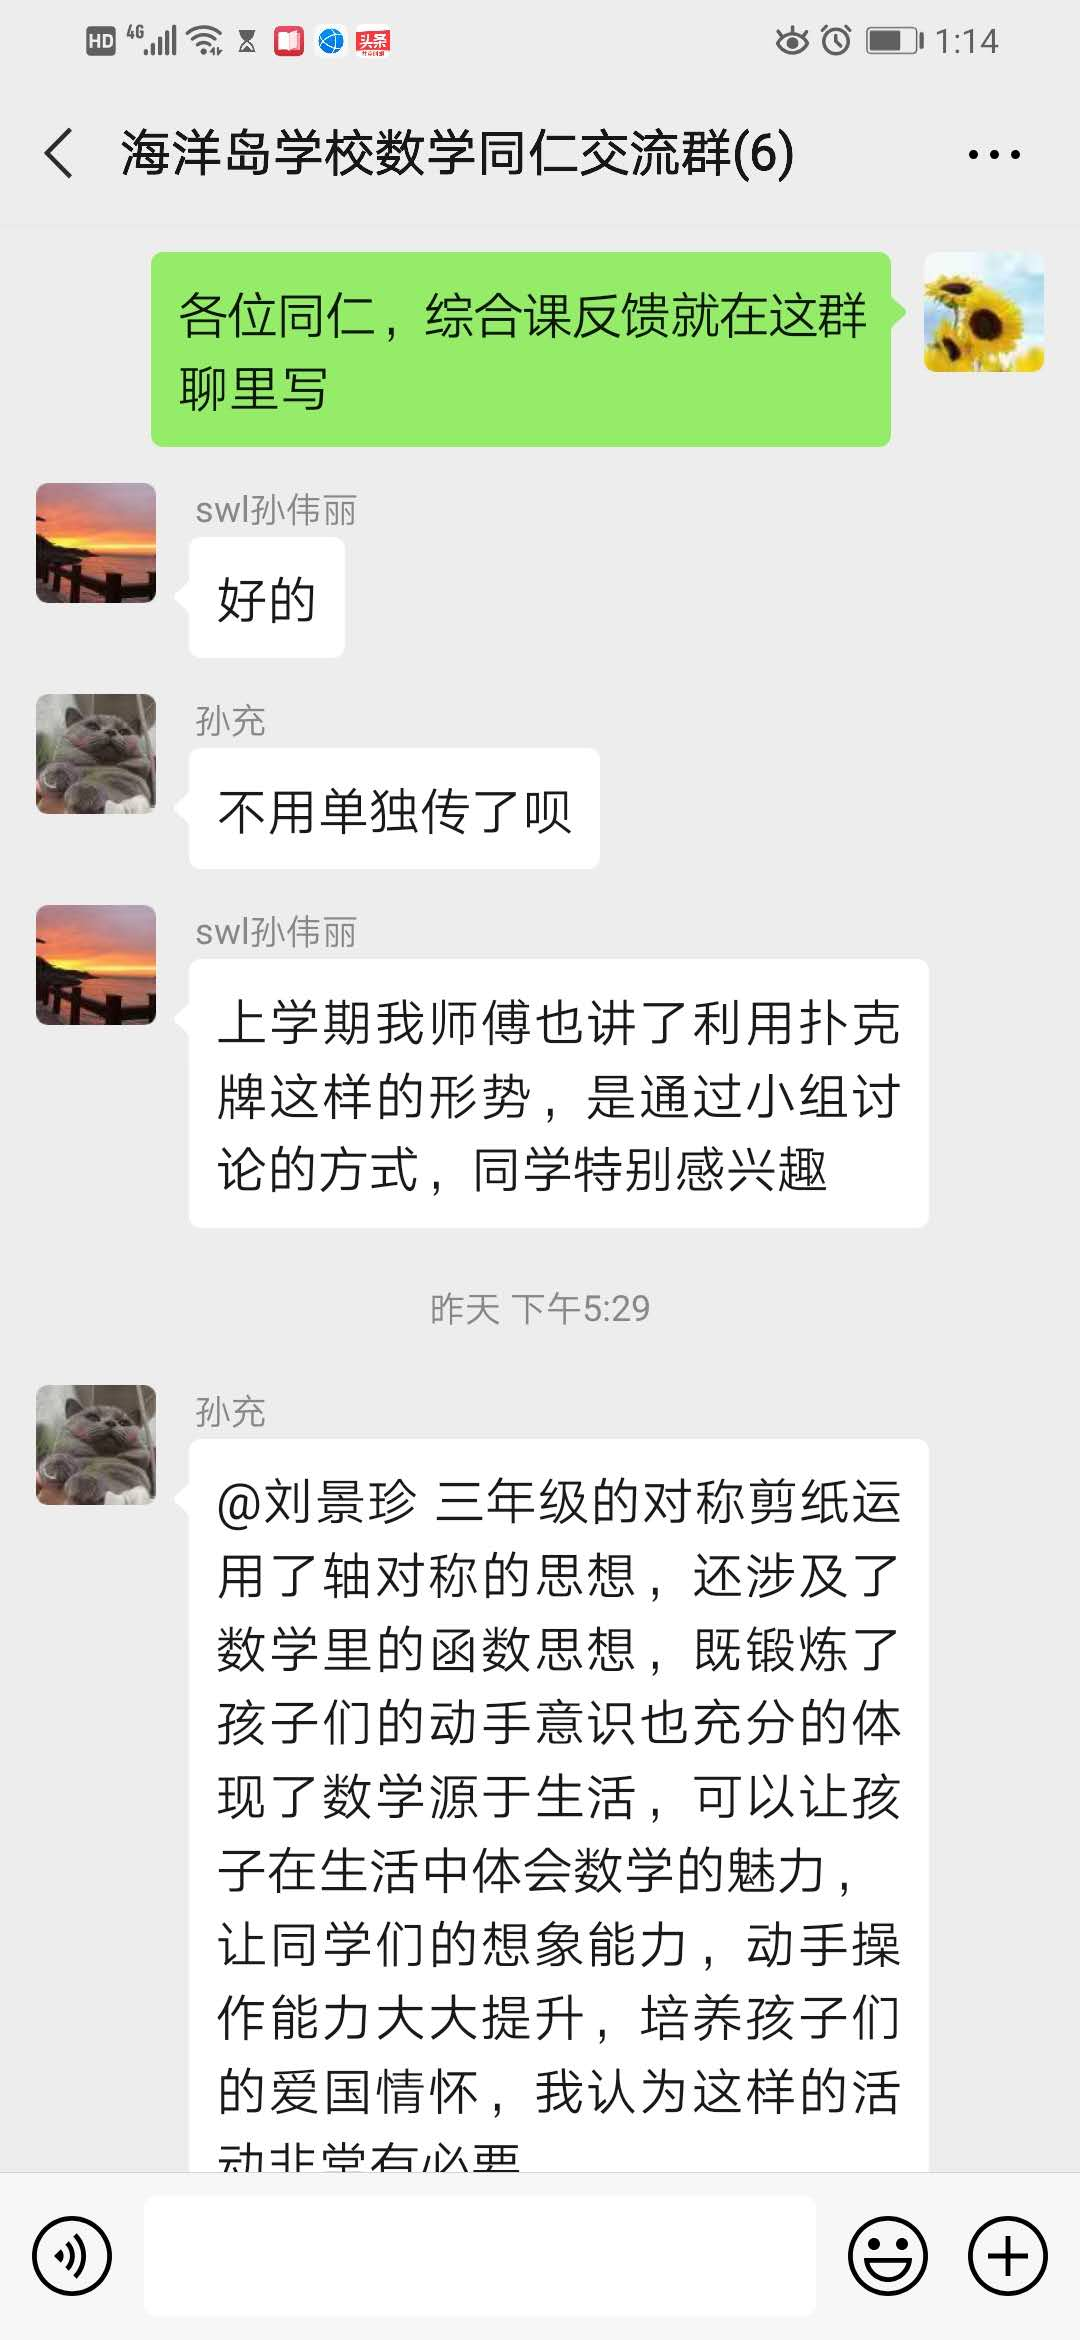 HD 4G 头条 1:14
海洋岛学校数学同仁交流群(6)
各位同仁，综合课反馈就在这群
聊里写
swl孙伟丽
好的
孙充
不用单独传了呗
swl孙伟丽
上学期我师傅也讲了利用扑克
牌这样的形势，是通过小组讨
论的方式，同学特别感兴趣
昨天 下午5:29
孙充
@刘景珍 三年级的对称剪纸运
用了轴对称的思想，还涉及了
数学里的函数思想，既锻炼了
孩子们的动手意识也充分的体
现了数学源于生活，可以让孩
子在生活中体会数学的魅力，
让同学们的想象能力，动手操
作能力大大提升，培养孩子们
的爱国情怀，我认为这样的活
动非常有必要